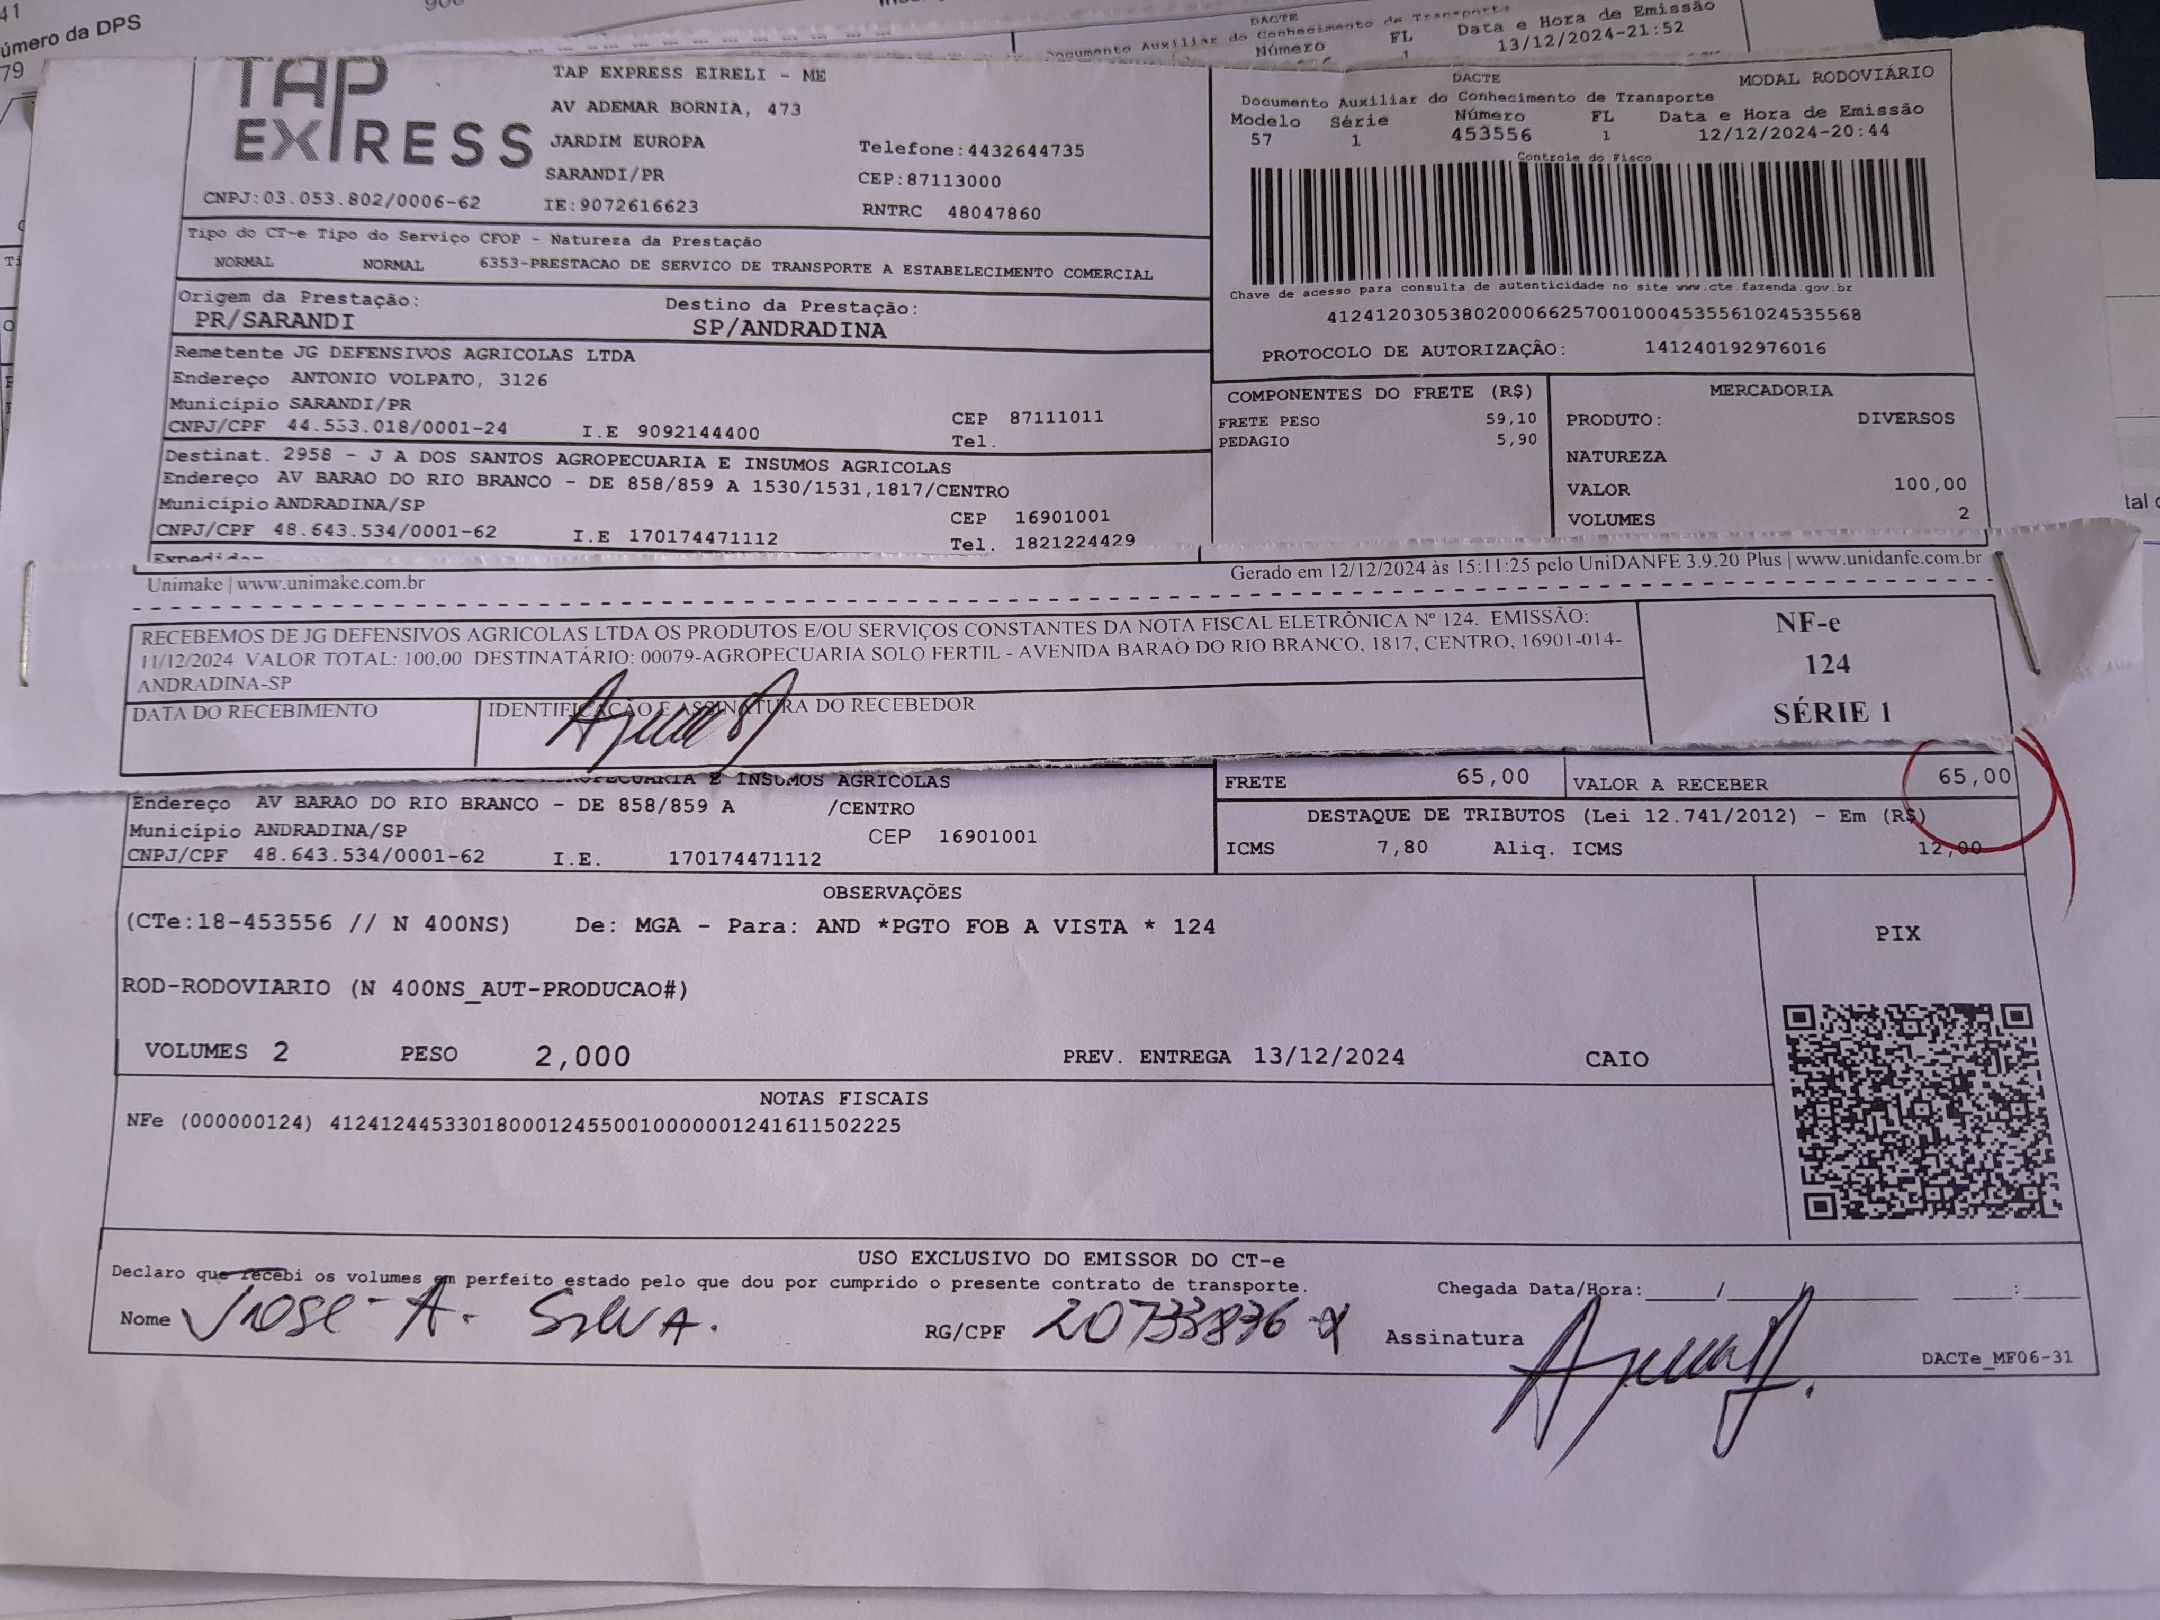 41
úmero da DPS
79
DACTE
Documento Auxiliar do Conhecimento de Transporte
Número FL Data e Hora de Emissão
1 13/12/2024-21:52
TAP EXPRESS
TAP EXPRESS EIRELI - ME
AV ADEMAR BORNIA, 473
JARDIM EUROPA Telefone:4432644735
SARANDI/PR CEP:87113000
CNPJ:03.053.802/0006-62 IE:9072616623 RNTRC 48047860
DACTE MODAL RODOVIÁRIO
Documento Auxiliar do Conhecimento de Transporte
Modelo Série Número FL Data e Hora de Emissão
57 1 453556 1 12/12/2024-20:44
Controle do Fisco
Chave de acesso para consulta de autenticidade no site www.cte.fazenda.gov.br
41241203053802000662570010004535561024535568
PROTOCOLO DE AUTORIZAÇÃO: 141240192976016
Tipo do CT-e Tipo do Serviço CFOP - Natureza da Prestação
NORMAL NORMAL 6353-PRESTACAO DE SERVICO DE TRANSPORTE A ESTABELECIMENTO COMERCIAL
Origem da Prestação: Destino da Prestação:
PR/SARANDI SP/ANDRADINA
Remetente JG DEFENSIVOS AGRICOLAS LTDA
Endereço ANTONIO VOLPATO, 3126
Município SARANDI/PR CEP 87111011
CNPJ/CPF 44.533.018/0001-24 I.E 9092144400 Tel.
Destinat. 2958 - J A DOS SANTOS AGROPECUARIA E INSUMOS AGRICOLAS
Endereço AV BARAO DO RIO BRANCO - DE 858/859 A 1530/1531,1817/CENTRO
Município ANDRADINA/SP CEP 16901001
CNPJ/CPF 48.643.534/0001-62 I.E 170174471112 Tel. 1821224429
COMPONENTES DO FRETE (R$)
FRETE PESO 59,10
PEDAGIO 5,90
MERCADORIA
PRODUTO: DIVERSOS
NATUREZA
VALOR 100,00
VOLUMES 2
Unimake | www.unimake.com.br Gerado em 12/12/2024 às 15:11:25 pelo UniDANFE 3.9.20 Plus | www.unidanfe.com.br
RECEBEMOS DE JG DEFENSIVOS AGRICOLAS LTDA OS PRODUTOS E/OU SERVIÇOS CONSTANTES DA NOTA FISCAL ELETRÔNICA Nº 124. EMISSÃO:
11/12/2024 VALOR TOTAL: 100,00 DESTINATÁRIO: 00079-AGROPECUARIA SOLO FERTIL - AVENIDA BARAO DO RIO BRANCO, 1817, CENTRO, 16901-014-
ANDRADINA-SP
NF-e
124
SÉRIE 1
DATA DO RECEBIMENTO IDENTIFICAÇÃO E ASSINATURA DO RECEBEDOR
AGROPECUARIA E INSUMOS AGRICOLAS
Endereço AV BARAO DO RIO BRANCO - DE 858/859 A /CENTRO
Município ANDRADINA/SP CEP 16901001
CNPJ/CPF 48.643.534/0001-62 I.E. 170174471112
FRETE 65,00 VALOR A RECEBER 65,00
DESTAQUE DE TRIBUTOS (Lei 12.741/2012) - Em (R$)
ICMS 7,80 Aliq. ICMS 12,00
OBSERVAÇÕES
(CTe:18-453556 // N 400NS) De: MGA - Para: AND *PGTO FOB A VISTA * 124
ROD-RODOVIARIO (N 400NS_AUT-PRODUCAO#)
VOLUMES 2 PESO 2,000 PREV. ENTREGA 13/12/2024 CAIO
PIX
NOTAS FISCAIS
NFe (000000124) 41241244533018000124550010000001241611502225
USO EXCLUSIVO DO EMISSOR DO CT-e
Declaro que recebi os volumes em perfeito estado pelo que dou por cumprido o presente contrato de transporte. Chegada Data/Hora:_____/_____ ____:____
Nome JOSE A. SILVA. RG/CPF 20733836-X Assinatura
DACTe_MF06-31